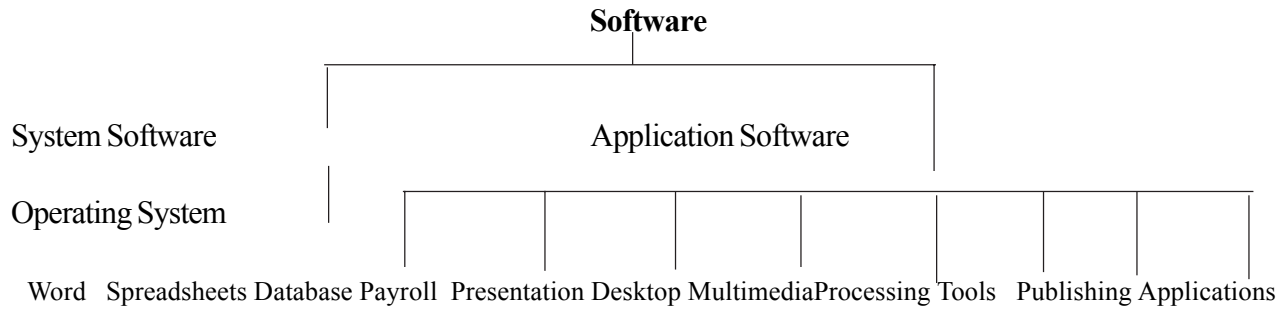 Software
System Software Application Software
Operating System
Word Spreadsheets Database Payroll Presentation Desktop MultimediaProcessing Tools Publishing Applications